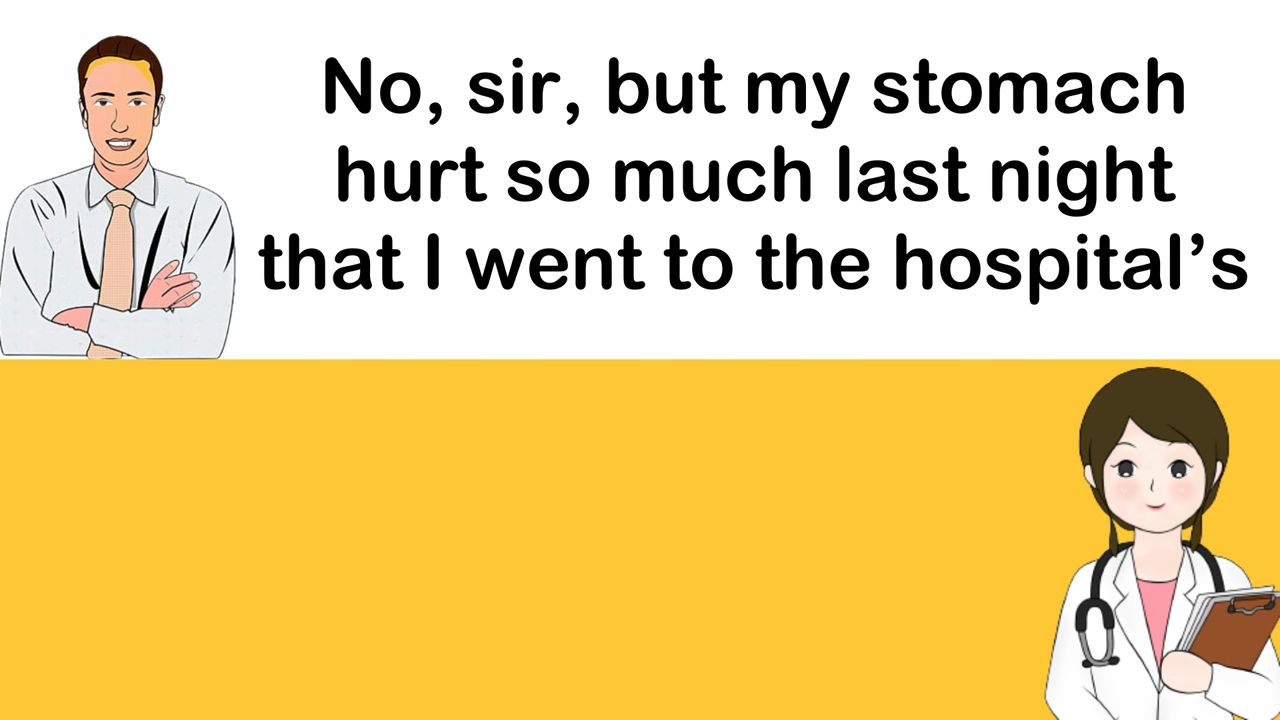 No, sir, but my stomach
hurt so much last night
that I went to the hospital’s